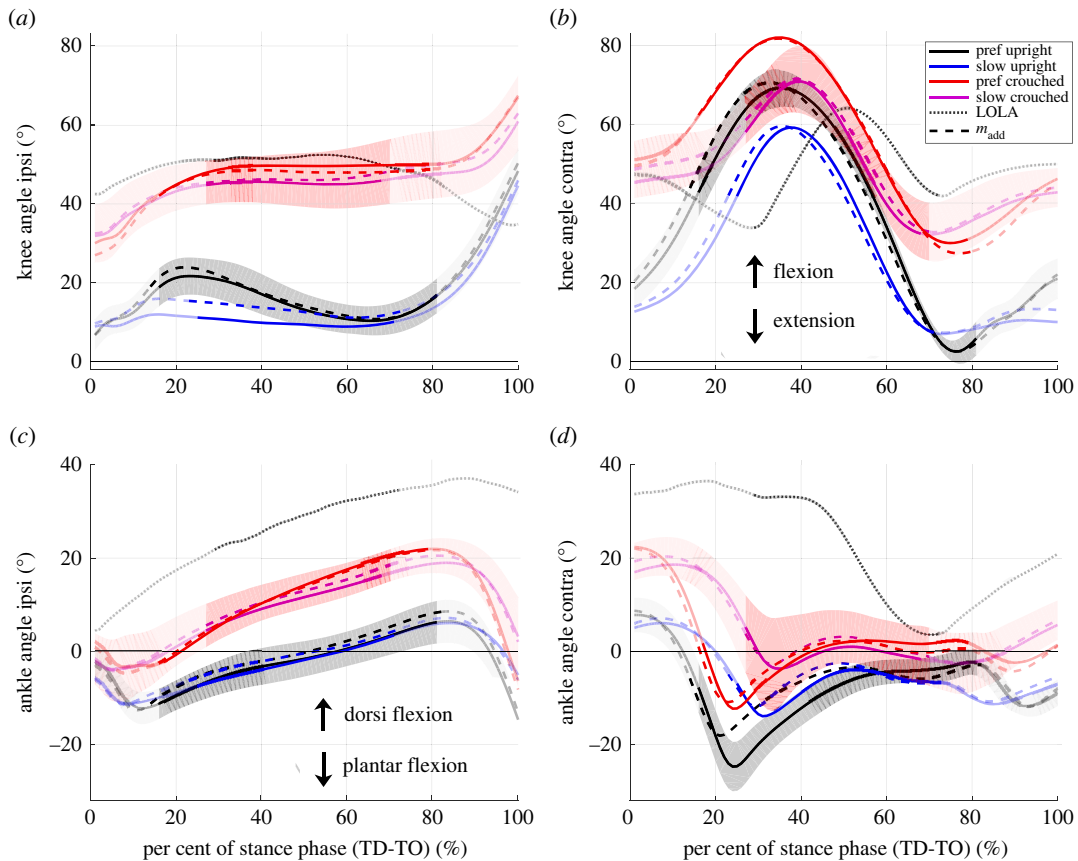 (a)
knee angle ipsi (°)
80
60
40
20
0
0 20 40 60 80 100
(b)
knee angle contra (°)
80
60
40
20
0
0 20 40 60 80 100
pref upright
slow upright
pref crouched
slow crouched
LOLA
m_add
flexion
extension
(c)
ankle angle ipsi (°)
40
20
0
–20
0 20 40 60 80 100
dorsi flexion
plantar flexion
per cent of stance phase (TD-TO) (%)
(d)
ankle angle contra (°)
40
20
0
–20
0 20 40 60 80 100
per cent of stance phase (TD-TO) (%)